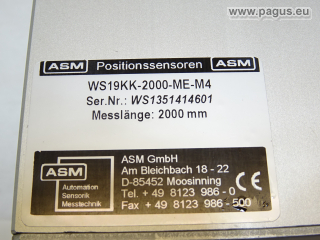 www.pagus.eu
ASM Positionssensoren ASM
WS19KK-2000-ME-M4
Ser.Nr.: WS1351414601
Messlänge: 2000 mm
ASM GmbH
Am Bleichbach 18 - 22
D-85452 Moosinning
Tel + 49 8123 986 - 0
Fax + 49 8123 986 - 500
ASM
Automation
Sensorik
Messtechnik
CE